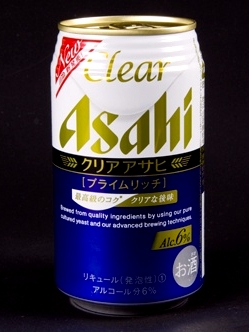 New
Clear
Asahi
クリアアサヒ
[プライムリッチ]
最高級のコク クリアな後味
Brewed from quality ingredients by using our pure
cultured yeast and our advanced brewing techniques.
Alc.6%
お酒
リキュール(発泡性)①
アルコール分6%